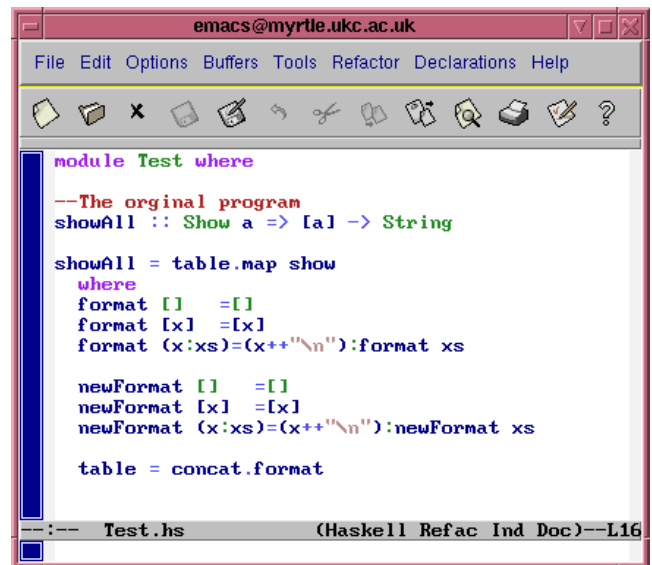 emacs@myrtle.ukc.ac.uk
File Edit Options Buffers Tools Refactor Declarations Help
module Test where
--The orginal program
showAll :: Show a => [a] -> String
showAll = table.map show
where
format [] =[]
format [x] =[x]
format (x:xs)=(x++"\n"):format xs
newFormat [] =[]
newFormat [x] =[x]
newFormat (x:xs)=(x++"\n"):newFormat xs
table = concat.format
--:-- Test.hs (Haskell Refac Ind Doc)--L16